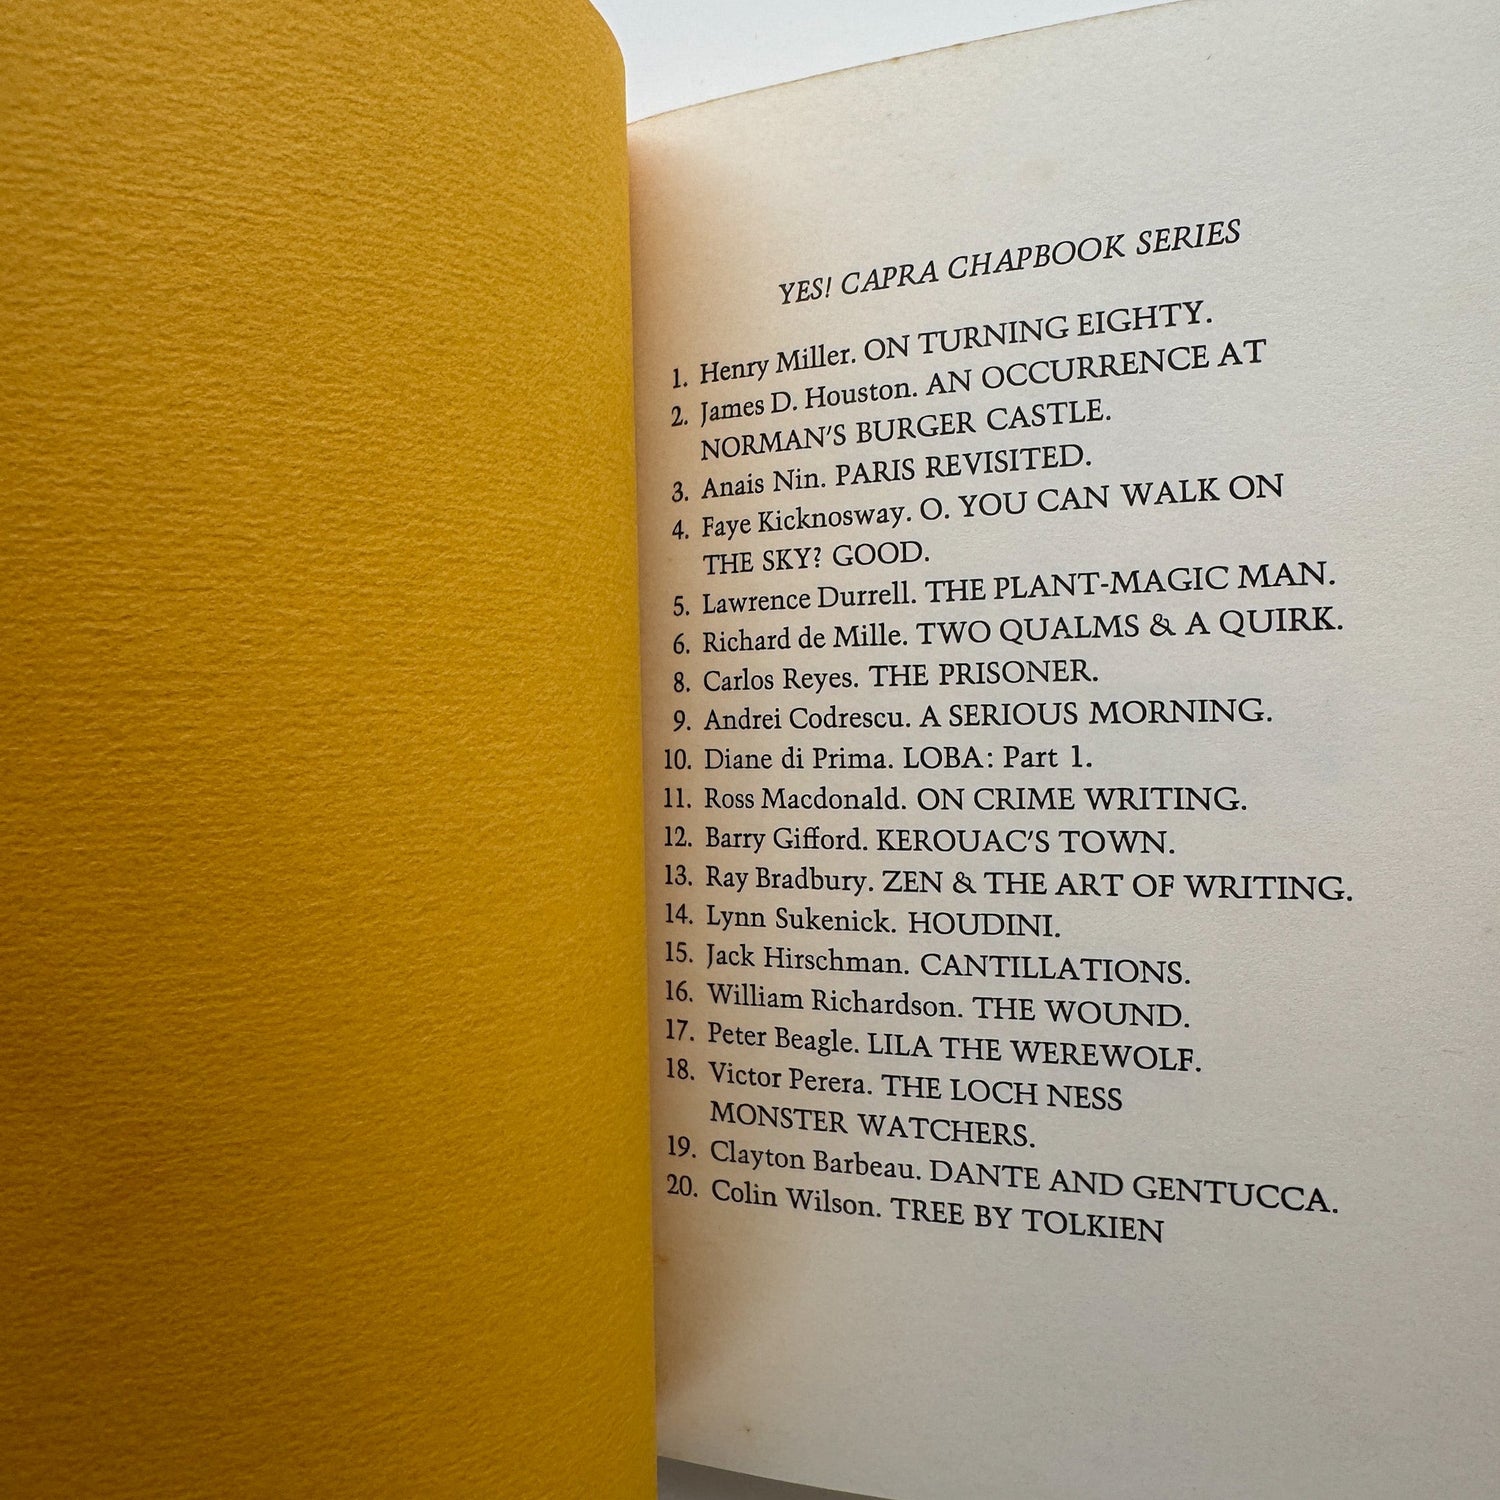 YES! CAPRA CHAPBOOK SERIES
1. Henry Miller. ON TURNING EIGHTY.
2. James D. Houston. AN OCCURRENCE AT
NORMAN'S BURGER CASTLE.
3. Anais Nin. PARIS REVISITED.
4. Faye Kicknosway. O. YOU CAN WALK ON
THE SKY? GOOD.
5. Lawrence Durrell. THE PLANT-MAGIC MAN.
6. Richard de Mille. TWO QUALMS & A QUIRK.
8. Carlos Reyes. THE PRISONER.
9. Andrei Codrescu. A SERIOUS MORNING.
10. Diane di Prima. LOBA: Part 1.
11. Ross Macdonald. ON CRIME WRITING.
12. Barry Gifford. KEROUAC'S TOWN.
13. Ray Bradbury. ZEN & THE ART OF WRITING.
14. Lynn Sukenick. HOUDINI.
15. Jack Hirschman. CANTILLATIONS.
16. William Richardson. THE WOUND.
17. Peter Beagle. LILA THE WEREWOLF.
18. Victor Perera. THE LOCH NESS
MONSTER WATCHERS.
19. Clayton Barbeau. DANTE AND GENTUCCA.
20. Colin Wilson. TREE BY TOLKIEN